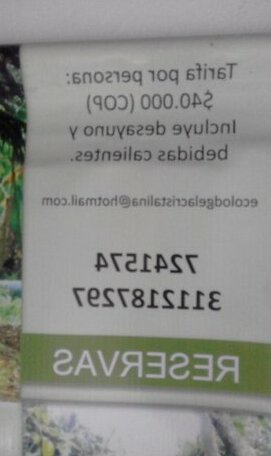 Tarifa por persona:
$40.000 (COP)
Incluye desayuno y
bebidas calientes.
ecolodgelacristalina@hotmail.com
7241574
3112187297
RESERVAS